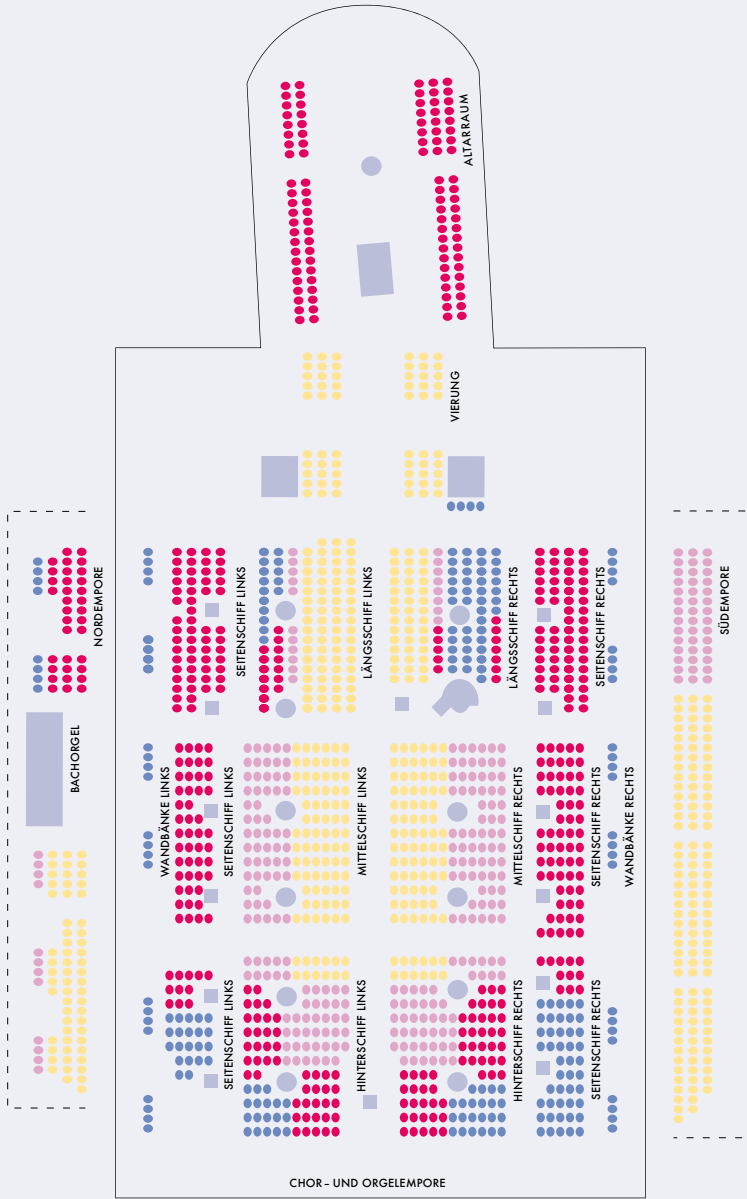 ALTARRAUM
VIERUNG
NORDEMPORE
SEITENSCHIFF LINKS
LÄNGSSCHIFF LINKS
LÄNGSSCHIFF RECHTS
SEITENSCHIFF RECHTS
SÜDEMPORE
BACHORGEL
WANDBÄNKE LINKS
SEITENSCHIFF LINKS
MITTELSCHIFF LINKS
MITTELSCHIFF RECHTS
SEITENSCHIFF RECHTS
WANDBÄNKE RECHTS
SEITENSCHIFF LINKS
HINTERSCHIFF LINKS
HINTERSCHIFF RECHTS
SEITENSCHIFF RECHTS
CHOR – UND ORGELEMPORE